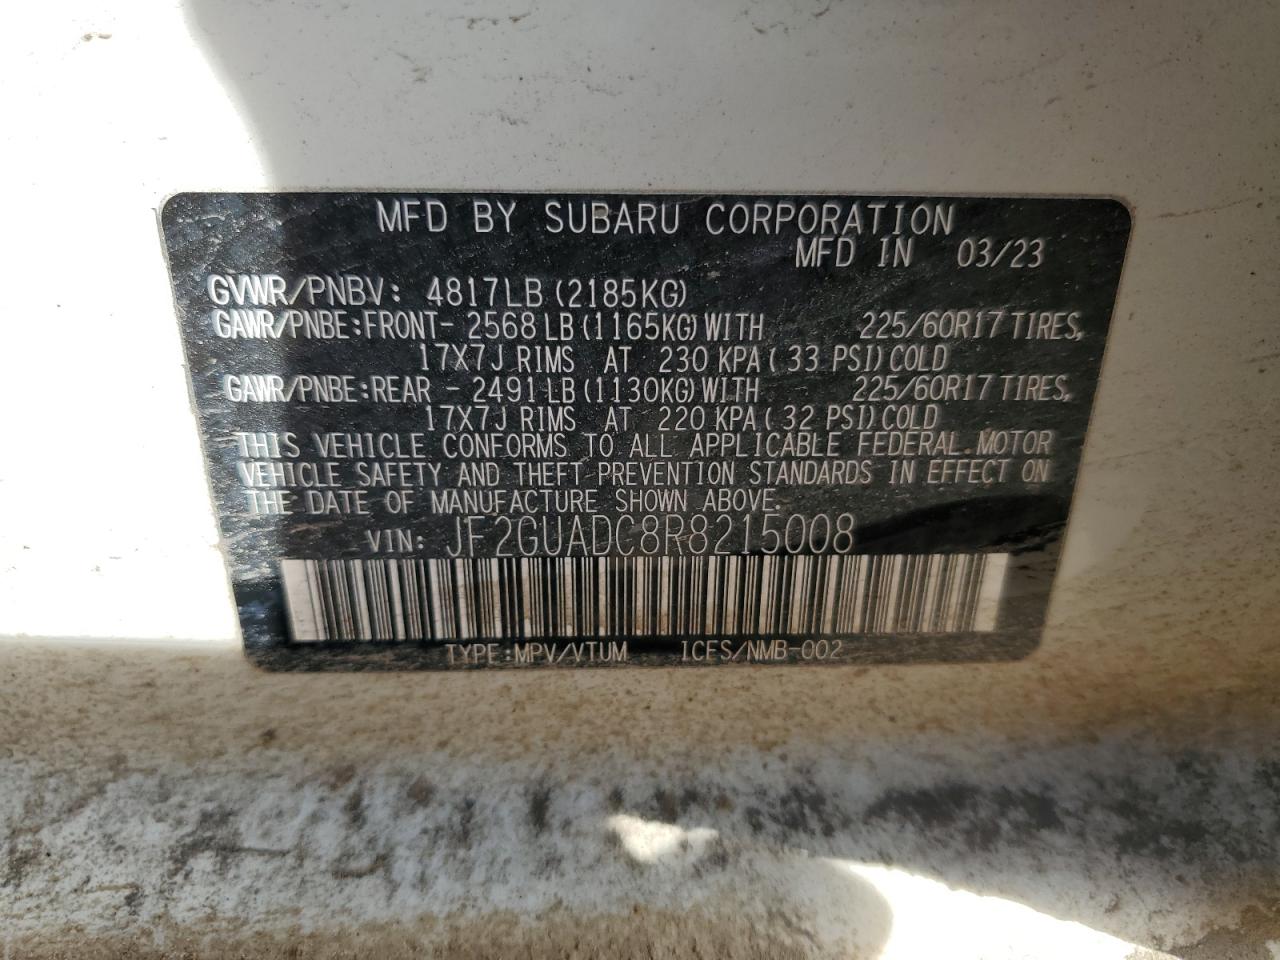 MFD BY SUBARU CORPORATION
MFD IN 03/23
GVWR/PNBV: 4817LB (2185KG)
GAWR/PNBE:FRONT- 2568 LB (1165KG) WITH 225/60R17 TIRES,
17X7J RIMS AT 230 KPA( 33 PSI) COLD
GAWR/PNBE:REAR - 2491 LB (1130KG) WITH 225/60R17 TIRES,
17X7J RIMS AT 220 KPA( 32 PSI) COLD
THIS VEHICLE CONFORMS TO ALL APPLICABLE FEDERAL MOTOR
VEHICLE SAFETY AND THEFT PREVENTION STANDARDS IN EFFECT ON
THE DATE OF MANUFACTURE SHOWN ABOVE.
VIN: JF2GUADC8R8215008
TYPE:MPV/VTUM ICES/NMB-002